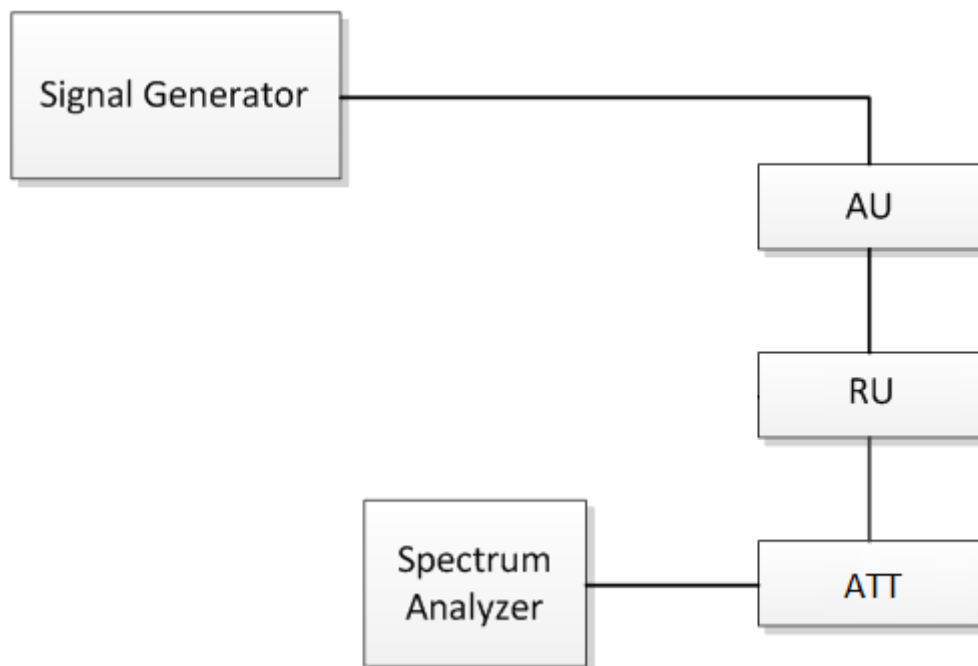 Signal Generator
AU
RU
Spectrum
Analyzer
ATT